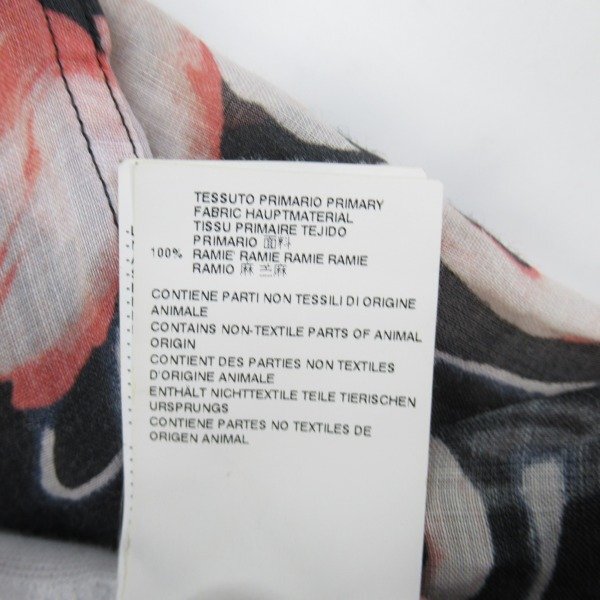 TESSUTO PRIMARIO PRIMARY
FABRIC HAUPTMATERIAL
TISSU PRIMAIRE TEJIDO
PRIMARIO 面料
100% RAMIE' RAMIE RAMIE RAMIE
RAMIO 麻 苎麻
CONTIENE PARTI NON TESSILI DI ORIGINE
ANIMALE
CONTAINS NON-TEXTILE PARTS OF ANIMAL
ORIGIN
CONTIENT DES PARTIES NON TEXTILES
D'ORIGINE ANIMALE
ENTHÄLT NICHTTEXTILE TEILE TIERISCHEN
URSPRUNGS
CONTIENE PARTES NO TEXTILES DE
ORIGEN ANIMAL